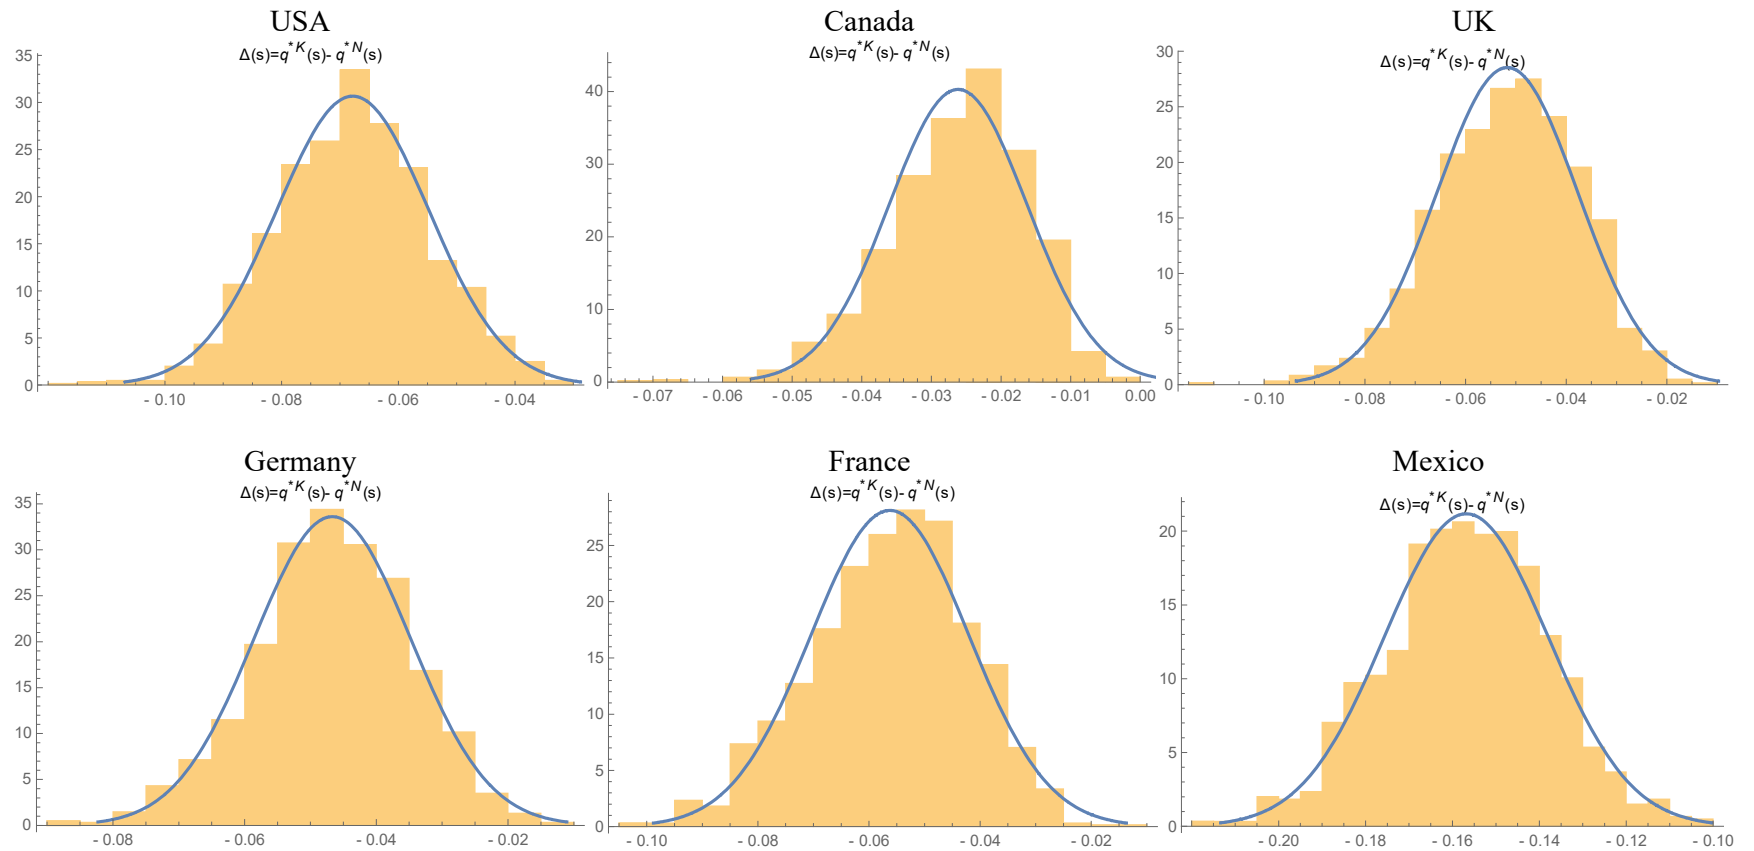 USA
Δ(s)=q*K(s)- q*N(s)
35
30
25
20
15
10
5
0
- 0.10 - 0.08 - 0.06 - 0.04
Canada
Δ(s)=q*K(s)- q*N(s)
40
30
20
10
0
- 0.07 - 0.06 - 0.05 - 0.04 - 0.03 - 0.02 - 0.01 0.00
UK
Δ(s)=q*K(s)- q*N(s)
30
25
20
15
10
5
0
- 0.10 - 0.08 - 0.06 - 0.04 - 0.02
Germany
Δ(s)=q*K(s)- q*N(s)
35
30
25
20
15
10
5
0
- 0.08 - 0.06 - 0.04 - 0.02
France
Δ(s)=q*K(s)- q*N(s)
25
20
15
10
5
0
- 0.10 - 0.08 - 0.06 - 0.04 - 0.02
Mexico
Δ(s)=q*K(s)- q*N(s)
20
15
10
5
0
- 0.20 - 0.18 - 0.16 - 0.14 - 0.12 - 0.10